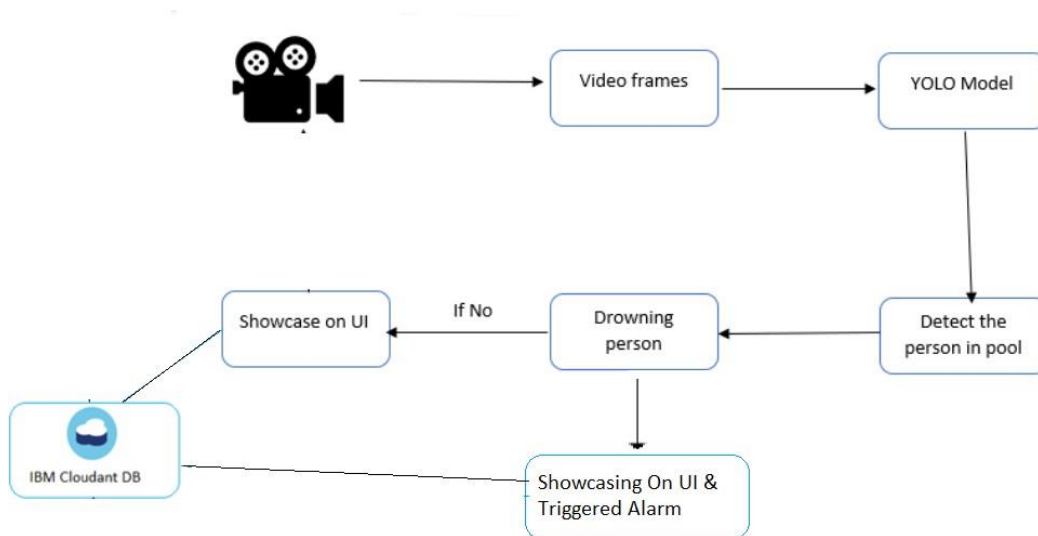 Video frames
YOLO Model
Showcase on UI
If No
Drowning
person
Detect the
person in pool
IBM Cloudant DB
Showcasing On UI &
Triggered Alarm